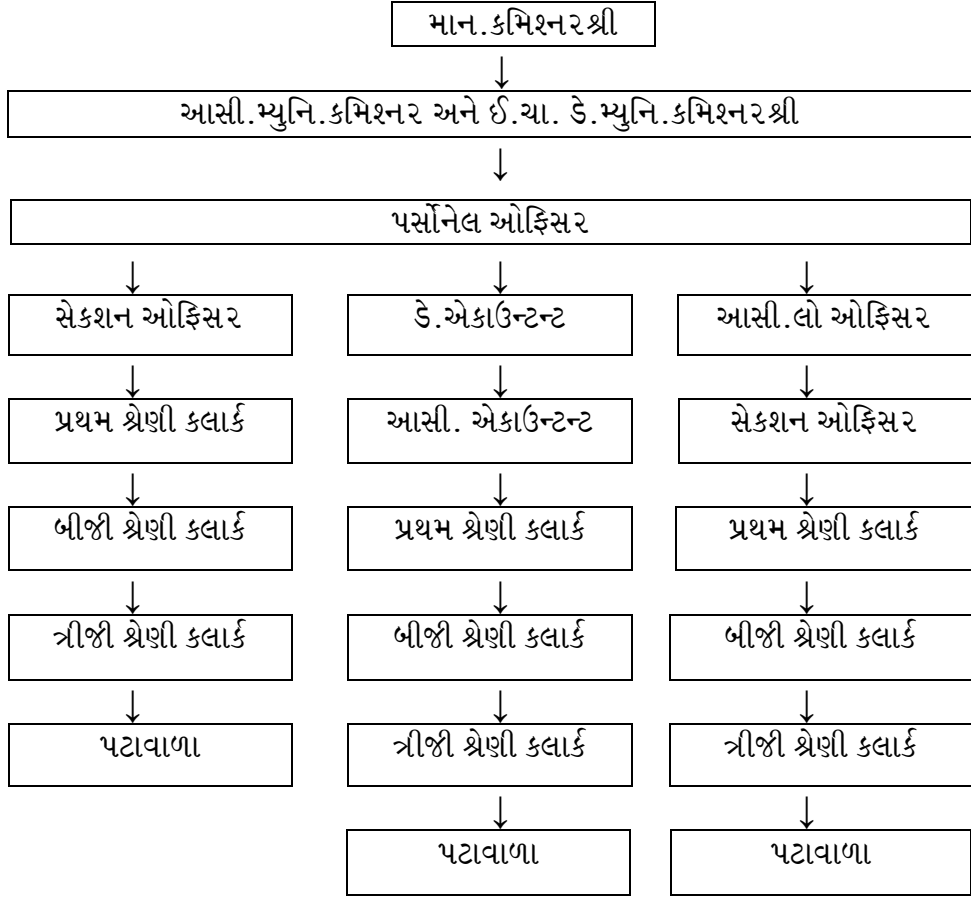 માન.કમિશ્નરશ્રી
આસી.મ્યુનિ.કમિશ્નર અને ઈ.ચા. ડે.મ્યુનિ.કમિશ્નરશ્રી
પર્સોનેલ ઓફિસર
સેકશન ઓફિસર
ડે.એકાઉન્ટન્ટ
આસી.લો ઓફિસર
પ્રથમ શ્રેણી કલાર્ક
આસી. એકાઉન્ટન્ટ
સેકશન ઓફિસર
બીજી શ્રેણી કલાર્ક
પ્રથમ શ્રેણી કલાર્ક
પ્રથમ શ્રેણી કલાર્ક
ત્રીજી શ્રેણી કલાર્ક
બીજી શ્રેણી કલાર્ક
બીજી શ્રેણી કલાર્ક
પટાવાળા
ત્રીજી શ્રેણી કલાર્ક
ત્રીજી શ્રેણી કલાર્ક
પટાવાળા
પટાવાળા